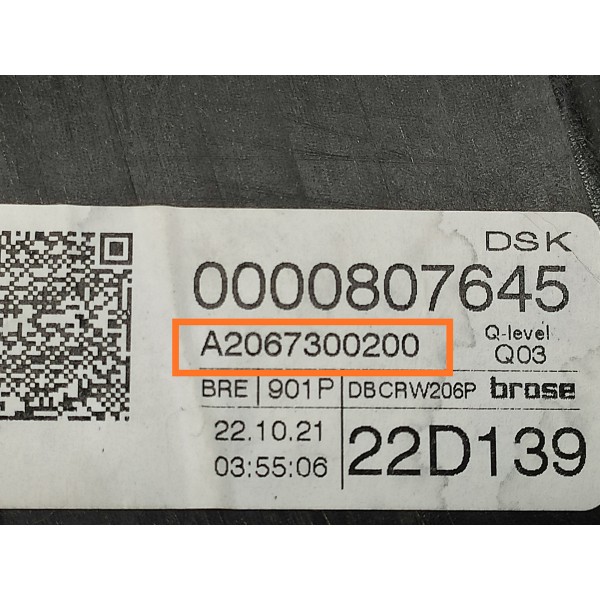 DSK
0000807645
A2067300200
Q-level
Q03
BRE 901P DBCRW206P brose
22.10.21
03:55:06
22D139